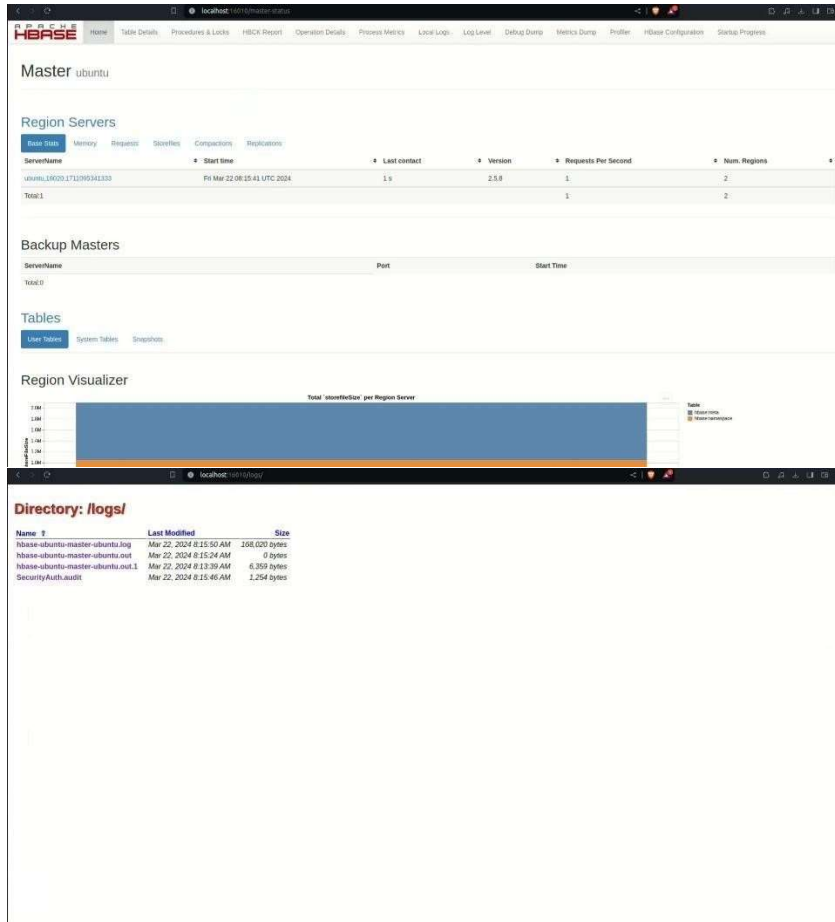 localhost:16010/master-status
APACHE
HBASE
Home Table Details Procedures & Locks HBCK Report Operation Details Process Metrics Local Logs Log Level Debug Dump Metrics Dump Profiler HBase Configuration Startup Progress
Master ubuntu
Region Servers
Base Stats Memory Requests Storefiles Compactions Replications
ServerName Start time Last contact Version Requests Per Second Num. Regions
ubuntu,16020,1711095341333 Fri Mar 22 08:15:41 UTC 2024 1 s 2.5.8 1 2
Total:1 1 2
Backup Masters
ServerName Port Start Time
Total:0
Tables
User Tables System Tables Snapshots
Region Visualizer
Total `storefileSize` per Region Server
Table
hbase:meta
hbase:namespace
localhost:16010/logs/
Directory: /logs/
Name ⇧ Last Modified Size
hbase-ubuntu-master-ubuntu.log Mar 22, 2024 8:15:50 AM 168,020 bytes
hbase-ubuntu-master-ubuntu.out Mar 22, 2024 8:15:24 AM 0 bytes
hbase-ubuntu-master-ubuntu.out.1 Mar 22, 2024 8:13:39 AM 6,359 bytes
SecurityAuth.audit Mar 22, 2024 8:15:46 AM 1,254 bytes